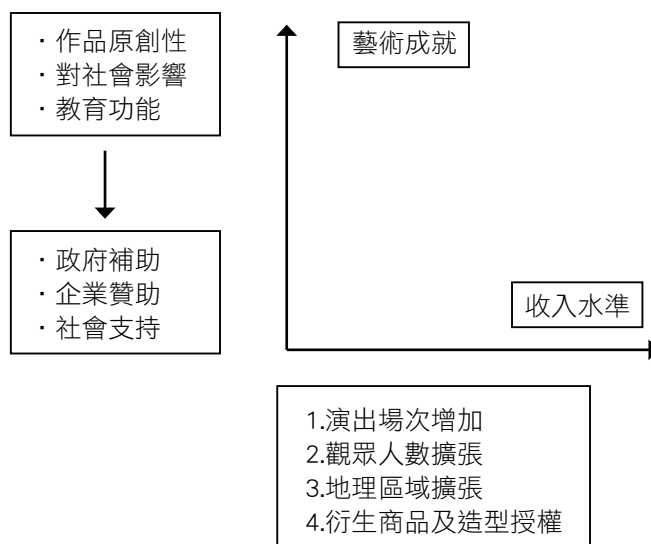 ·作品原創性
·對社會影響
·教育功能
藝術成就
·政府補助
·企業贊助
·社會支持
收入水準
1.演出場次增加
2.觀眾人數擴張
3.地理區域擴張
4.衍生商品及造型授權